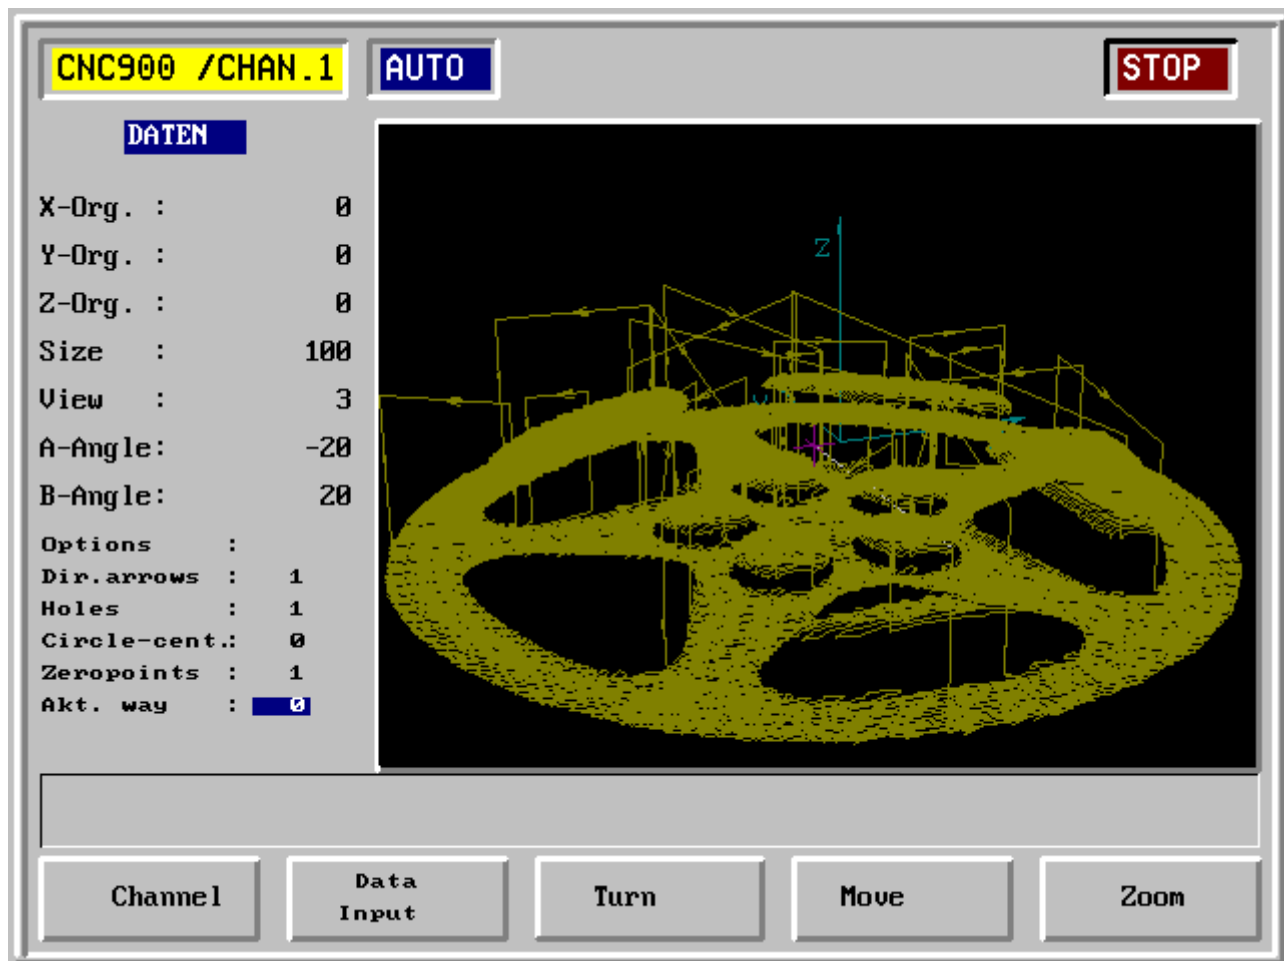 CNC900 /CHAN.1 AUTO STOP
DATEN
X-Org. : 0
Y-Org. : 0
Z-Org. : 0
Size : 100
View : 3
A-Angle: -20
B-Angle: 20
Options :
Dir.arrows : 1
Holes : 1
Circle-cent.: 0
Zeropoints : 1
Akt. way : 0
Z
Channel
Data
Input
Turn
Move
Zoom